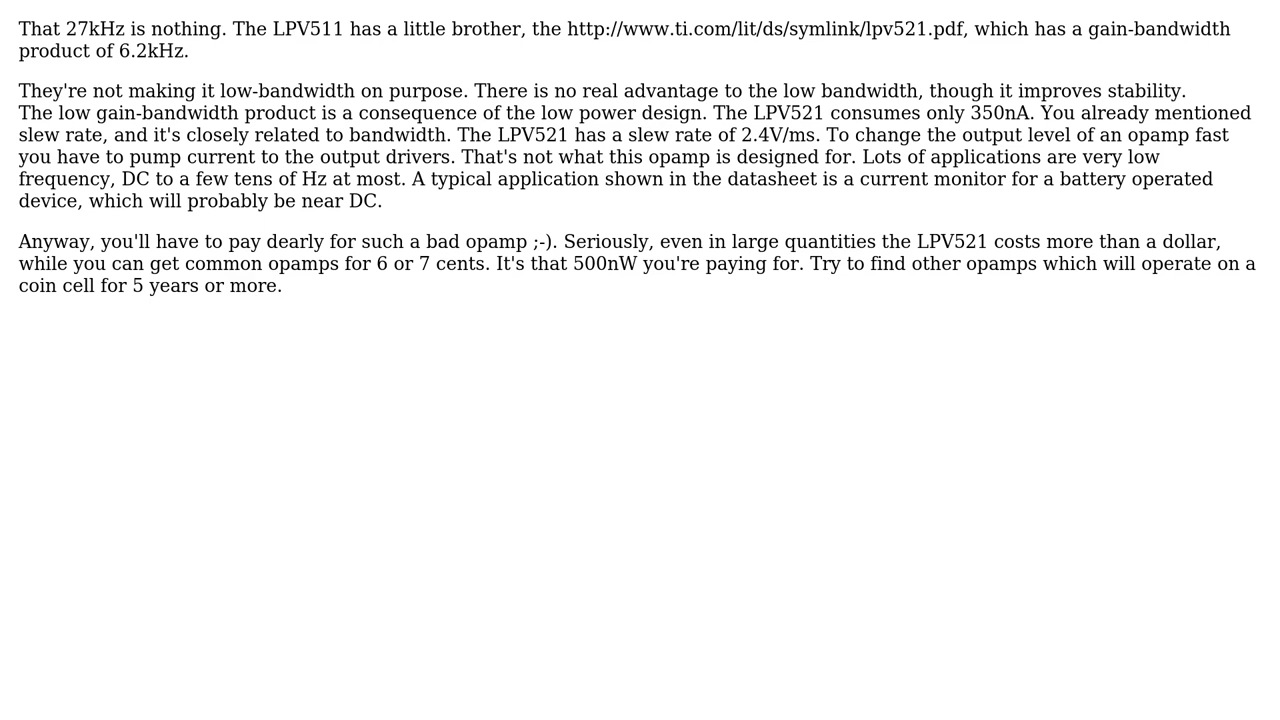 That 27kHz is nothing. The LPV511 has a little brother, the http://www.ti.com/lit/ds/symlink/lpv521.pdf, which has a gain-bandwidth
product of 6.2kHz.
They're not making it low-bandwidth on purpose. There is no real advantage to the low bandwidth, though it improves stability.
The low gain-bandwidth product is a consequence of the low power design. The LPV521 consumes only 350nA. You already mentioned
slew rate, and it's closely related to bandwidth. The LPV521 has a slew rate of 2.4V/ms. To change the output level of an opamp fast
you have to pump current to the output drivers. That's not what this opamp is designed for. Lots of applications are very low
frequency, DC to a few tens of Hz at most. A typical application shown in the datasheet is a current monitor for a battery operated
device, which will probably be near DC.
Anyway, you'll have to pay dearly for such a bad opamp ;-). Seriously, even in large quantities the LPV521 costs more than a dollar,
while you can get common opamps for 6 or 7 cents. It's that 500nW you're paying for. Try to find other opamps which will operate on a
coin cell for 5 years or more.